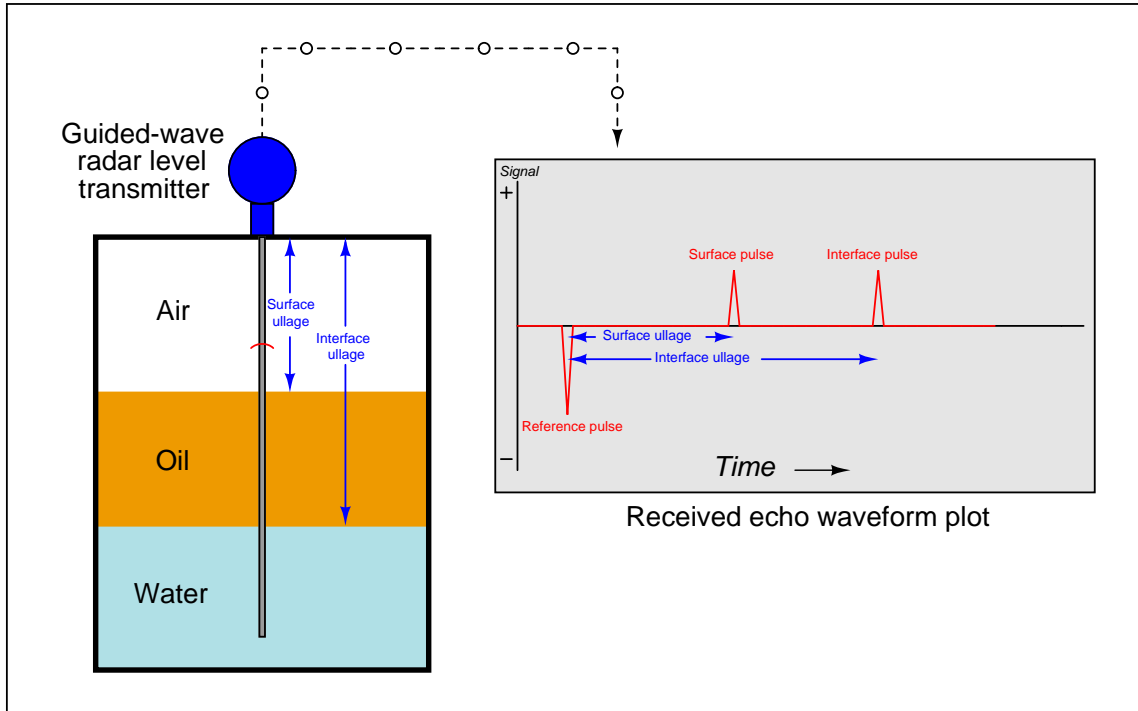 Guided-wave
radar level
transmitter
Air
Surface
ullage
Interface
ullage
Oil
Water
Signal
+
Surface pulse
Interface pulse
Surface ullage
Interface ullage
Reference pulse
−
Time
Received echo waveform plot